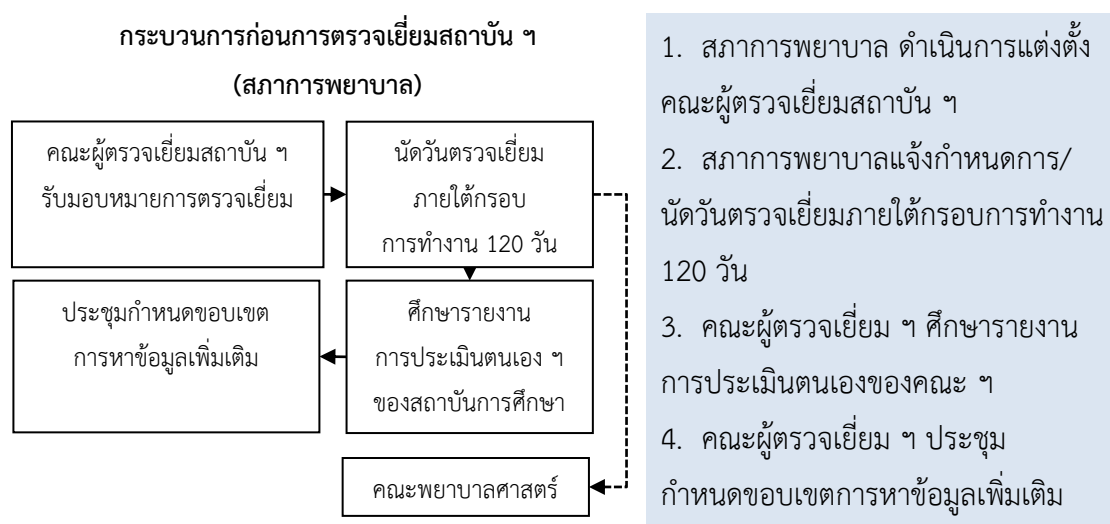 กระบวนการก่อนการตรวจเยี่ยมสถาบัน ฯ
(สภาการพยาบาล)
คณะผู้ตรวจเยี่ยมสถาบัน ฯ
รับมอบหมายการตรวจเยี่ยม
นัดวันตรวจเยี่ยม
ภายใต้กรอบ
การทำงาน 120 วัน
ศึกษารายงาน
การประเมินตนเอง ฯ
ของสถาบันการศึกษา
ประชุมกำหนดขอบเขต
การหาข้อมูลเพิ่มเติม
คณะพยาบาลศาสตร์
1. สภาการพยาบาล ดำเนินการแต่งตั้ง
คณะผู้ตรวจเยี่ยมสถาบัน ฯ
2. สภาการพยาบาลแจ้งกำหนดการ/
นัดวันตรวจเยี่ยมภายใต้กรอบการทำงาน
120 วัน
3. คณะผู้ตรวจเยี่ยม ฯ ศึกษารายงาน
การประเมินตนเองของคณะ ฯ
4. คณะผู้ตรวจเยี่ยม ฯ ประชุม
กำหนดขอบเขตการหาข้อมูลเพิ่มเติม